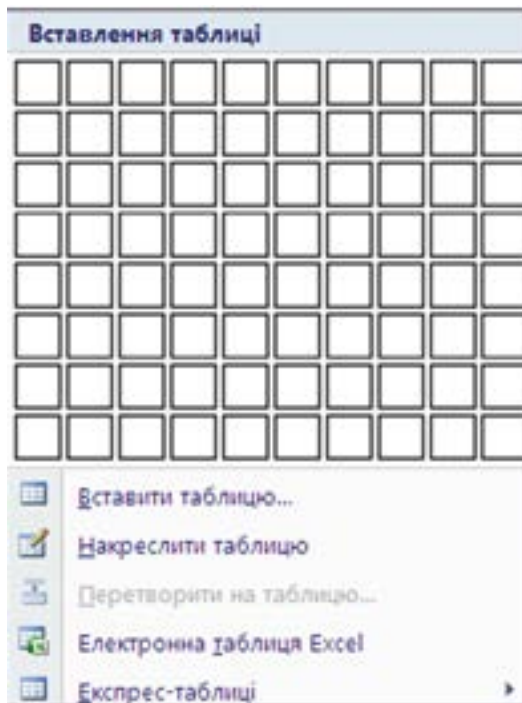 Вставлення таблиці
Вставити таблицю...
Накреслити таблицю
Перетворити на таблицю...
Електронна таблиця Excel
Експрес-таблиці